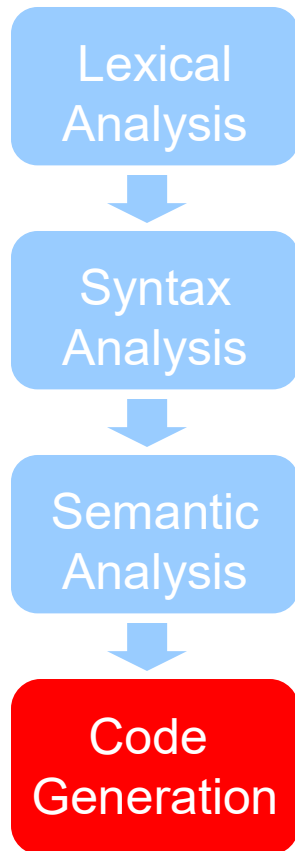 Lexical
Analysis
Syntax
Analysis
Semantic
Analysis
Code
Generation